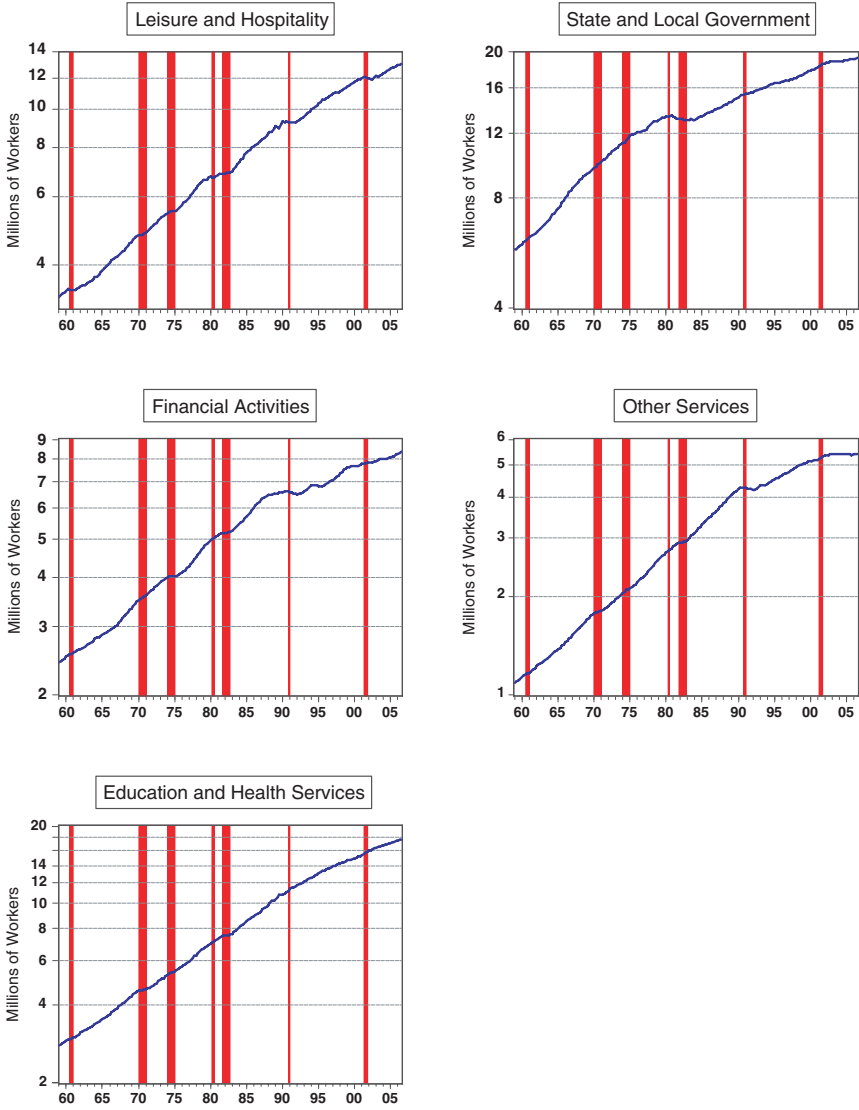 Leisure and Hospitality
Millions of Workers
14
12
10
8
6
4
60 65 70 75 80 85 90 95 00 05
State and Local Government
Millions of Workers
20
16
12
8
4
60 65 70 75 80 85 90 95 00 05
Financial Activities
Millions of Workers
9
8
7
6
5
4
3
2
60 65 70 75 80 85 90 95 00 05
Other Services
Millions of Workers
6
5
4
3
2
1
60 65 70 75 80 85 90 95 00 05
Education and Health Services
Millions of Workers
20
14
12
10
8
6
4
2
60 65 70 75 80 85 90 95 00 05